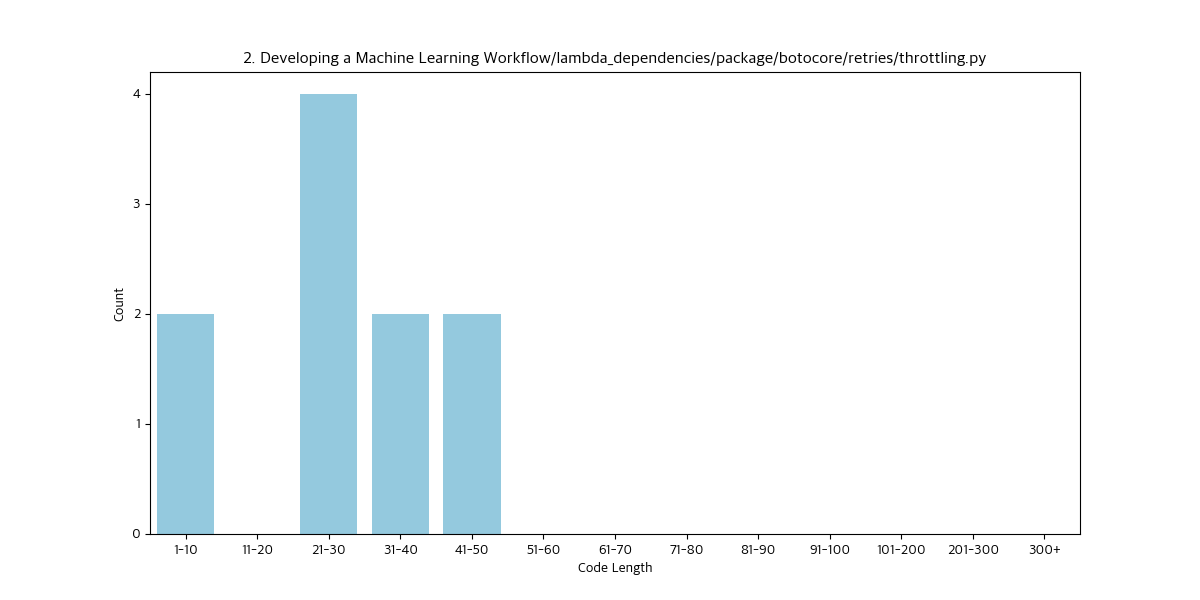 2. Developing a Machine Learning Workflow/lambda_dependencies/package/botocore/retries/throttling.py
4
3
2
1
0
Count
1-10 11-20 21-30 31-40 41-50 51-60 61-70 71-80 81-90 91-100 101-200 201-300 300+
Code Length